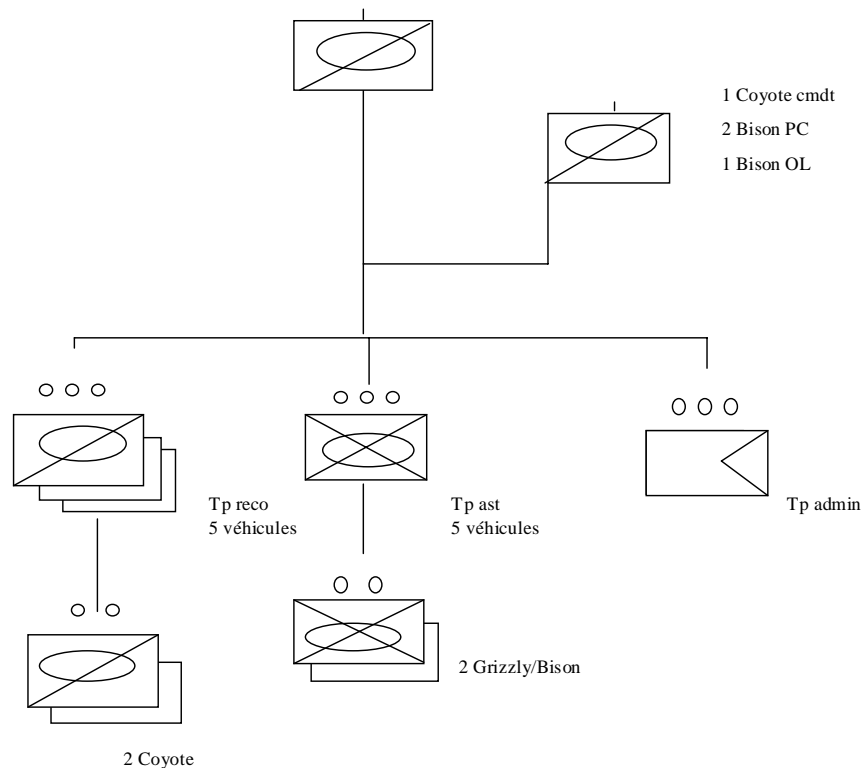 1 Coyote cmdt
2 Bison PC
1 Bison OL
Tp reco
5 véhicules
Tp ast
5 véhicules
Tp admin
2 Grizzly/Bison
2 Coyote